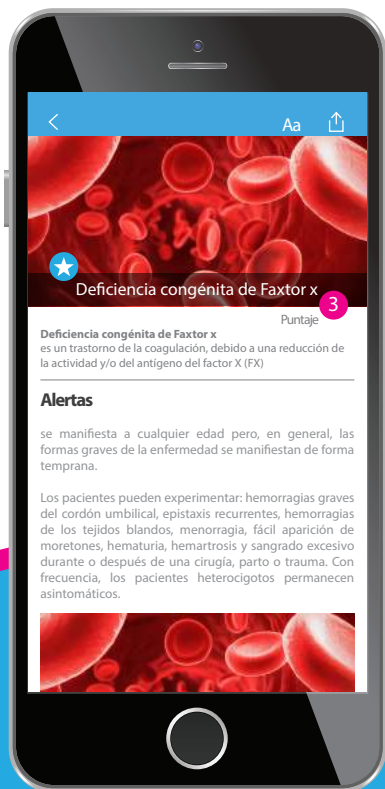 Aa
Deficiencia congénita de Faxtor x
3
Puntaje
Deficiencia congénita de Faxtor x
es un trastorno de la coagulación, debido a una reducción de
la actividad y/o del antígeno del factor X (FX)
Alertas
se manifiesta a cualquier edad pero, en general, las
formas graves de la enfermedad se manifiestan de forma
temprana.
Los pacientes pueden experimentar: hemorragias graves
del cordón umbilical, epistaxis recurrentes, hemorragias
de los tejidos blandos, menorragia, fácil aparición de
moretones, hematuria, hemartrosis y sangrado excesivo
durante o después de una cirugía, parto o trauma. Con
frecuencia, los pacientes heterocigotos permanecen
asintomáticos.